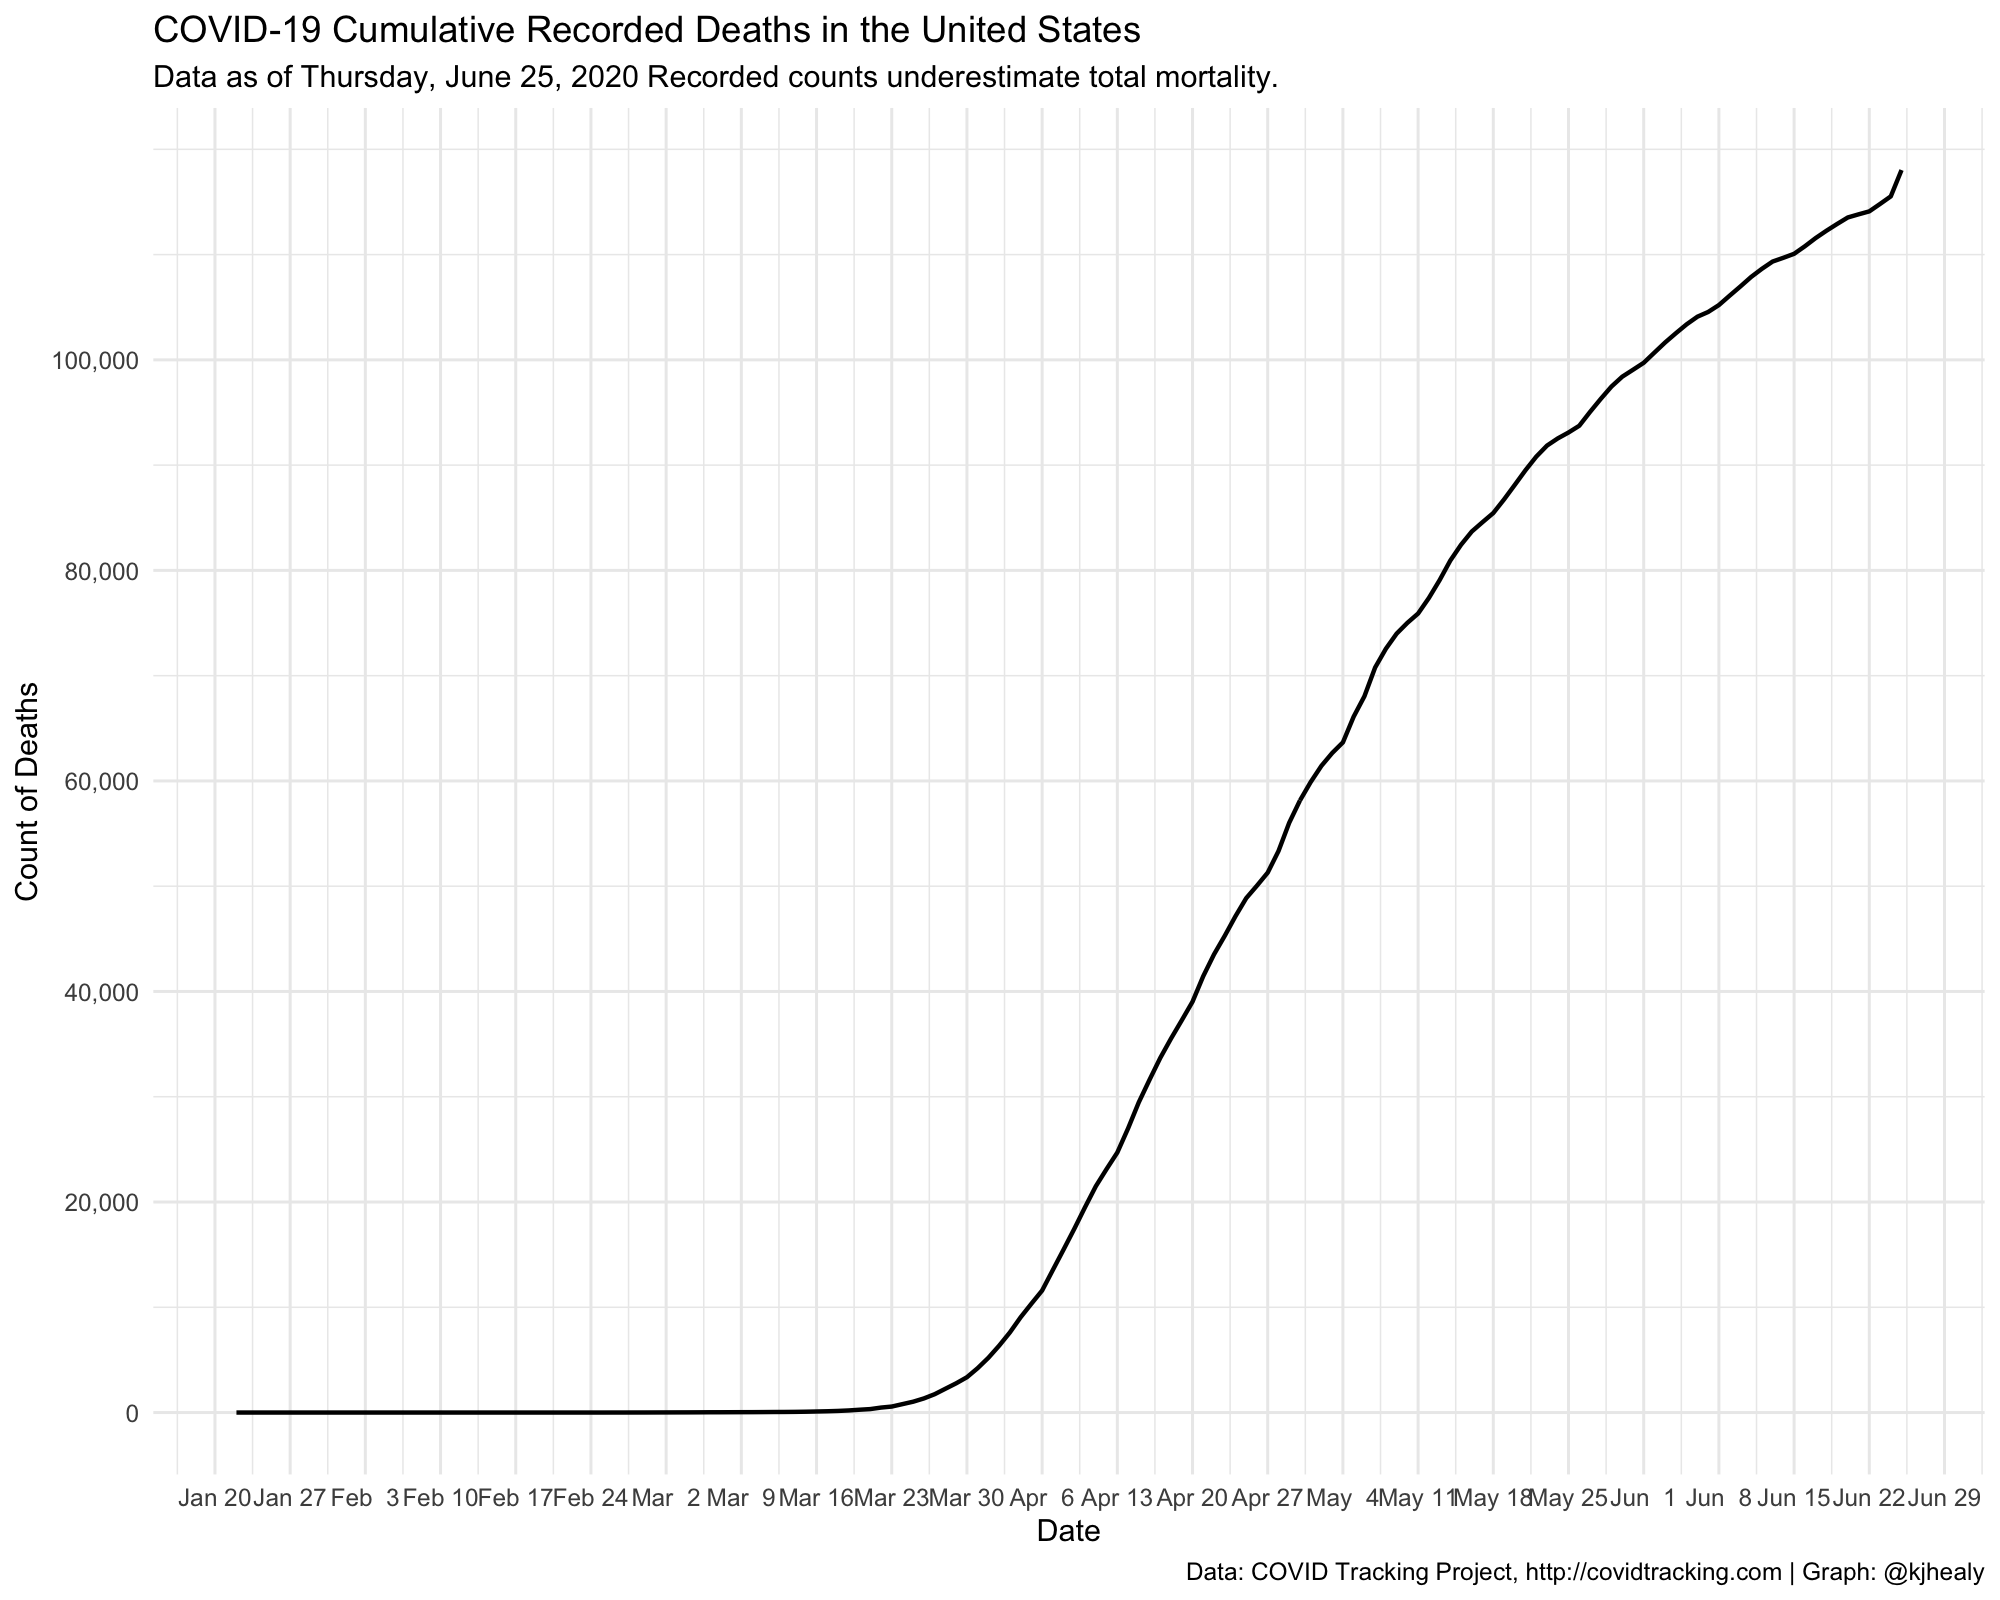 COVID-19 Cumulative Recorded Deaths in the United States
Data as of Thursday, June 25, 2020 Recorded counts underestimate total mortality.
100,000
80,000
60,000
40,000
20,000
0
Count of Deaths
Jan 20 Jan 27 Feb 3 Feb 10 Feb 17 Feb 24 Mar 2 Mar 9 Mar 16 Mar 23 Mar 30 Apr 6 Apr 13 Apr 20 Apr 27 May 4 May 11 May 18 May 25 Jun 1 Jun 8 Jun 15 Jun 22 Jun 29
Date
Data: COVID Tracking Project, http://covidtracking.com | Graph: @kjhealy